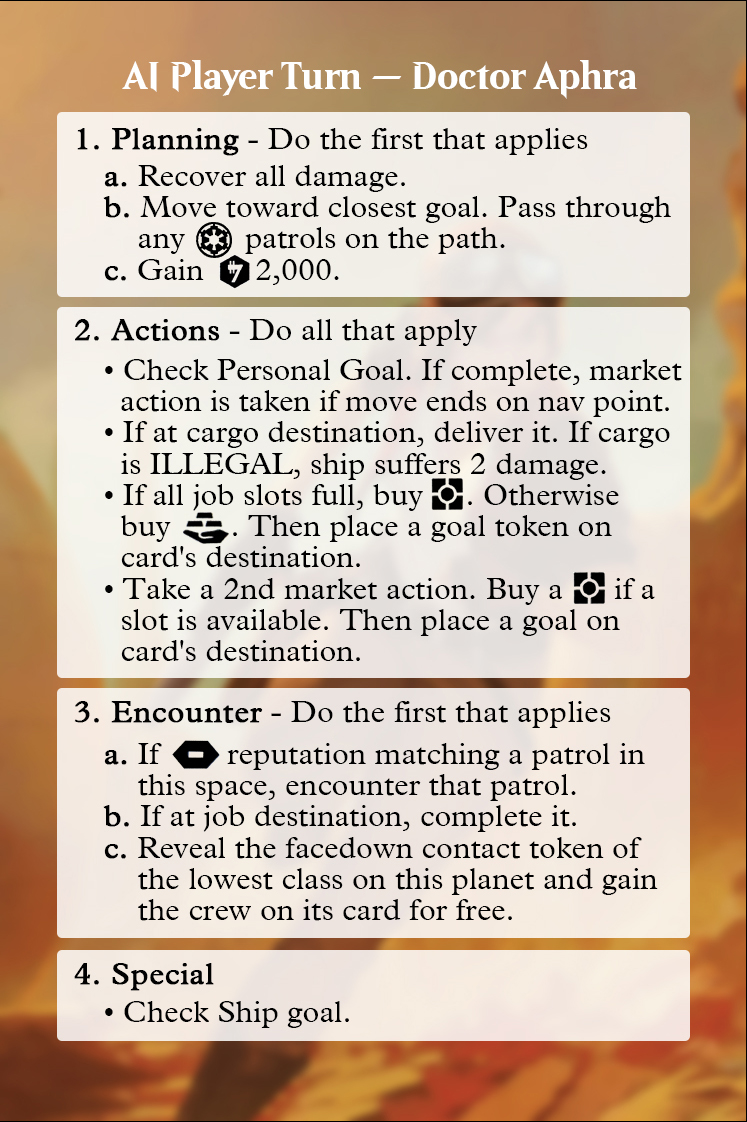 AI Player Turn — Doctor Aphra
1. Planning - Do the first that applies
a. Recover all damage.
b. Move toward closest goal. Pass through
any patrols on the path.
c. Gain 2,000.
2. Actions - Do all that apply
• Check Personal Goal. If complete, market
action is taken if move ends on nav point.
• If at cargo destination, deliver it. If cargo
is ILLEGAL, ship suffers 2 damage.
• If all job slots full, buy . Otherwise
buy . Then place a goal token on
card's destination.
• Take a 2nd market action. Buy a if a
slot is available. Then place a goal on
card's destination.
3. Encounter - Do the first that applies
a. If reputation matching a patrol in
this space, encounter that patrol.
b. If at job destination, complete it.
c. Reveal the facedown contact token of
the lowest class on this planet and gain
the crew on its card for free.
4. Special
• Check Ship goal.